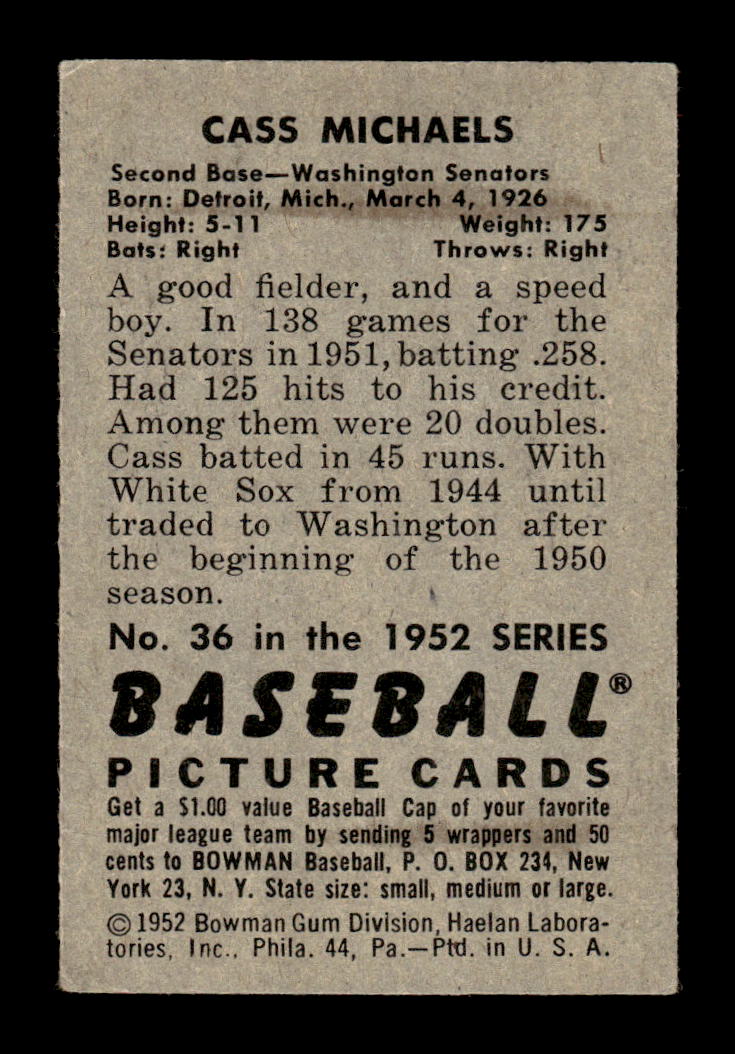 CASS MICHAELS
Second Base—Washington Senators
Born: Detroit, Mich., March 4, 1926
Height: 5-11 Weight: 175
Bats: Right Throws: Right
A good fielder, and a speed
boy. In 138 games for the
Senators in 1951, batting .258.
Had 125 hits to his credit.
Among them were 20 doubles.
Cass batted in 45 runs. With
White Sox from 1944 until
traded to Washington after
the beginning of the 1950
season.
No. 36 in the 1952 SERIES
BASEBALL®
PICTURE CARDS
Get a $1.00 value Baseball Cap of your favorite
major league team by sending 5 wrappers and 50
cents to BOWMAN Baseball, P. O. BOX 234, New
York 23, N. Y. State size: small, medium or large.
© 1952 Bowman Gum Division, Haelan Labora-
tories, Inc., Phila. 44, Pa.—Ptd. in U. S. A.